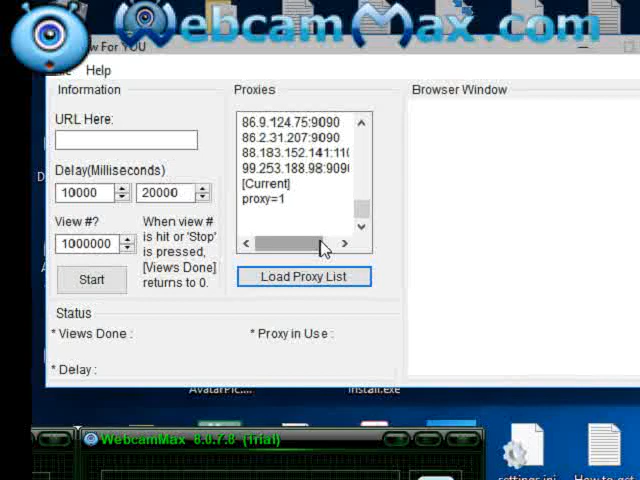 WebcamMax.com
w For YOU
Help
Information
Proxies
Browser Window
URL Here:
86.9.124.75:9090
86.2.31.207:9090
88.183.152.141:110
99.253.188.98:9090
[Current]
proxy=1
Delay(Milliseconds)
10000
20000
View #?
1000000
When view #
is hit or 'Stop'
is pressed,
[Views Done]
returns to 0.
Start
Load Proxy List
Status
* Views Done :
* Proxy in Use :
* Delay :
AvatarPic....
install.exe
WebcamMax 8.0.7.8 (Trial)
settings.ini
How to get